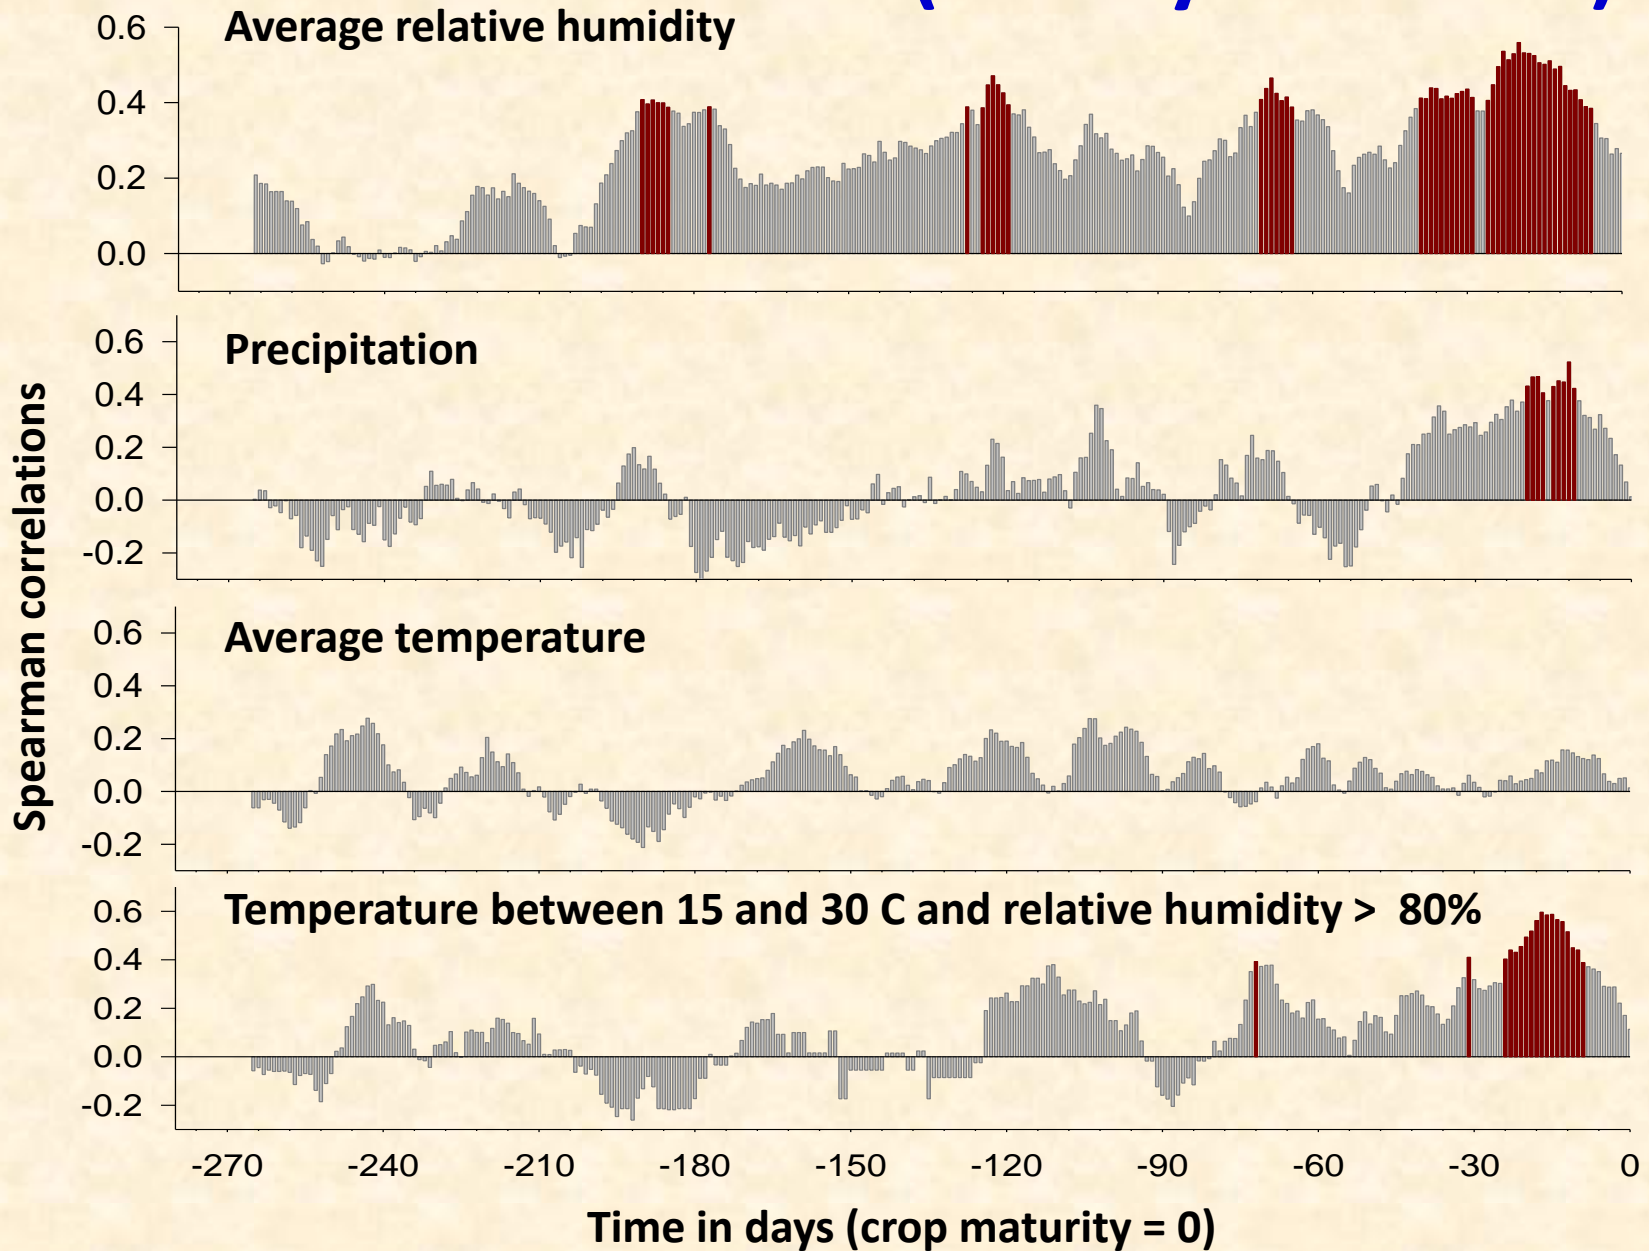 Average relative humidity
0.6
0.4
0.2
0.0
Precipitation
0.6
0.4
0.2
0.0
-0.2
Spearman correlations
Average temperature
0.6
0.4
0.2
0.0
-0.2
Temperature between 15 and 30 C and relative humidity > 80%
0.6
0.4
0.2
0.0
-0.2
-270 -240 -210 -180 -150 -120 -90 -60 -30 0
Time in days (crop maturity = 0)